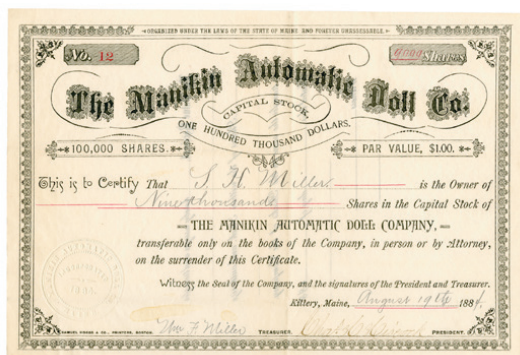 ORGANIZED UNDER THE LAWS OF THE STATE OF MAINE AND FOREVER UNASSESSABLE.
No. 12
9000 Shares
The Manikin Automatic Doll Co.
CAPITAL STOCK,
ONE HUNDRED THOUSAND DOLLARS.
100,000 SHARES.
PAR VALUE, $1.00.
This is to Certify That S. H. Miller is the Owner of
Nine thousand Shares in the Capital Stock of
THE MANIKIN AUTOMATIC DOLL COMPANY,
transferable only on the books of the Company, in person or by Attorney,
on the surrender of this Certificate.
Witness the Seal of the Company, and the signatures of the President and Treasurer.
Kittery, Maine, August 19th 188
Wm F. Miller TREASURER. PRESIDENT.